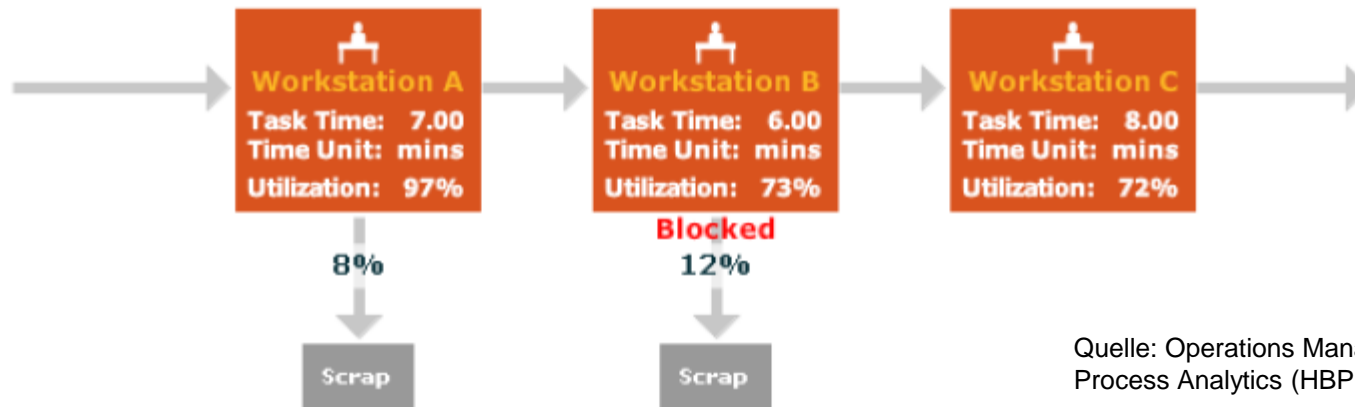 Workstation A
Task Time: 7.00
Time Unit: mins
Utilization: 97%
8%
Scrap
Workstation B
Task Time: 6.00
Time Unit: mins
Utilization: 73%
Blocked
12%
Scrap
Workstation C
Task Time: 8.00
Time Unit: mins
Utilization: 72%
Quelle: Operations
Process Analytics